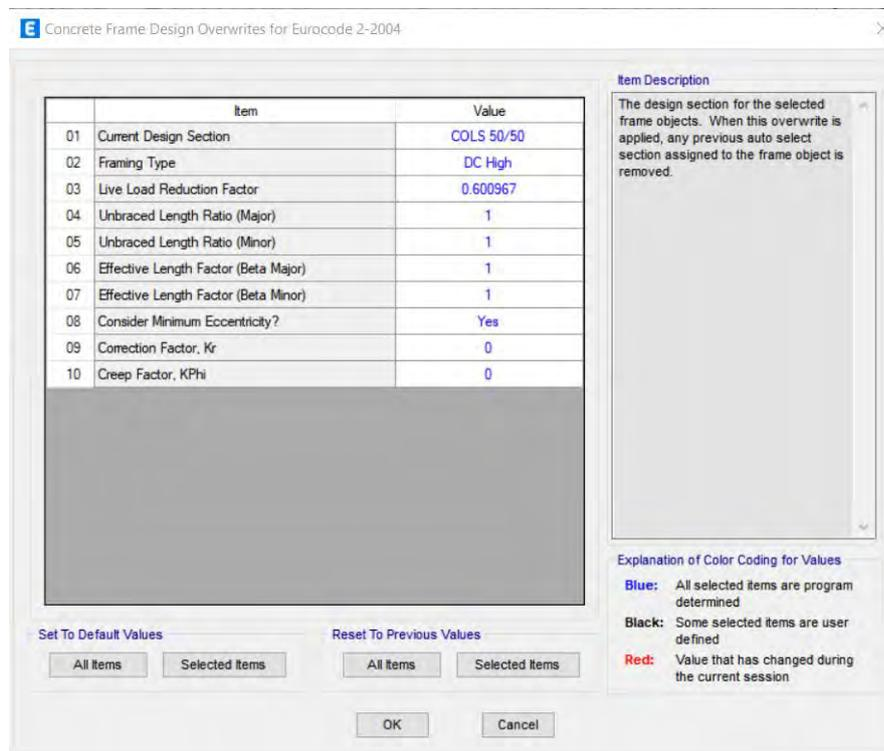 E Concrete Frame Design Overwrites for Eurocode 2-2004
Item Value
01 Current Design Section COLS 50/50
02 Framing Type DC High
03 Live Load Reduction Factor 0.600967
04 Unbraced Length Ratio (Major) 1
05 Unbraced Length Ratio (Minor) 1
06 Effective Length Factor (Beta Major) 1
07 Effective Length Factor (Beta Minor) 1
08 Consider Minimum Eccentricity? Yes
09 Correction Factor, Kr 0
10 Creep Factor, KPhi 0
Set To Default Values
All Items Selected Items
Reset To Previous Values
All Items Selected Items
Item Description
The design section for the selected
frame objects. When this overwrite is
applied, any previous auto select
section assigned to the frame object is
removed.
Explanation of Color Coding for Values
Blue: All selected items are program
determined
Black: Some selected items are user
defined
Red: Value that has changed during
the current session
OK Cancel